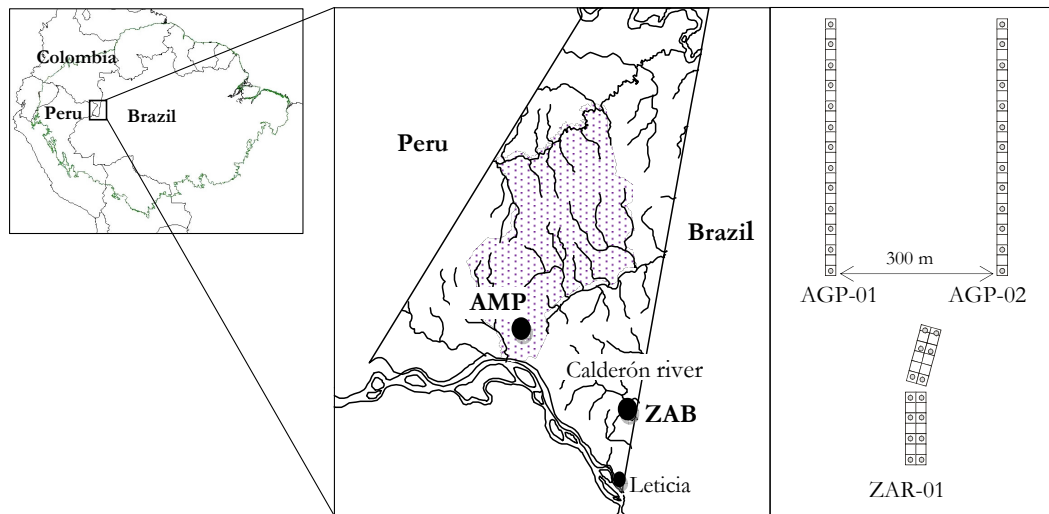 Colombia
Peru
Brazil
Peru
Brazil
AMP
Calderón river
ZAB
Leticia
300 m
AGP-01
AGP-02
ZAR-01